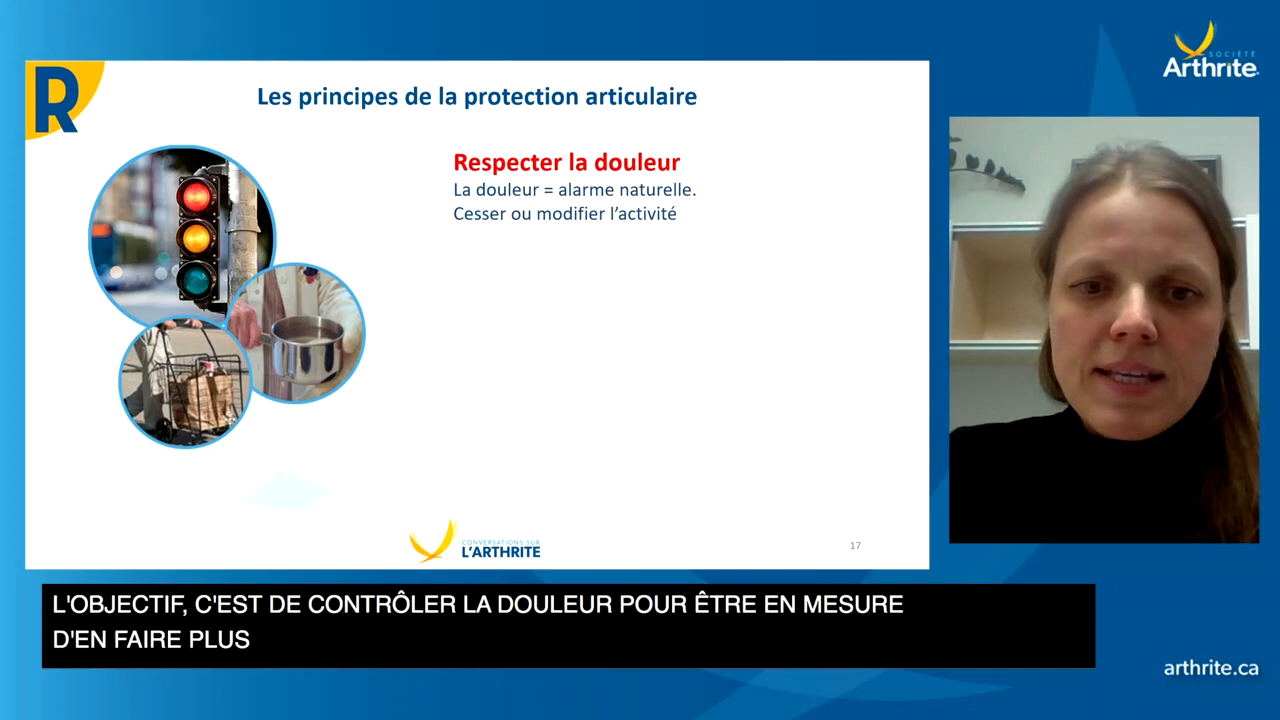 SOCIÉTÉ
Arthrite
R
Les principes de la protection articulaire
Respecter la douleur
La douleur = alarme naturelle.
Cesser ou modifier l’activité
CONVERSATIONS SUR
L’ARTHRITE
17
L'OBJECTIF, C'EST DE CONTRÔLER LA DOULEUR POUR ÊTRE EN MESURE
D'EN FAIRE PLUS
arthrite.ca